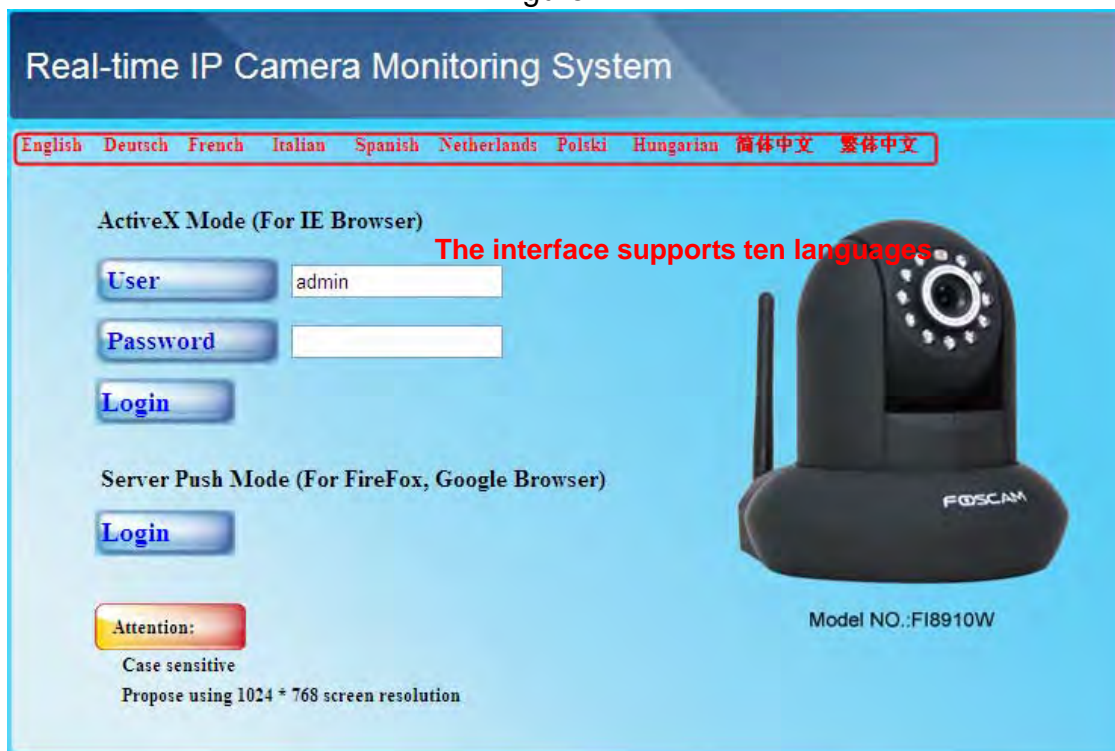 Real-time IP Camera Monitoring System
English Deutsch French Italian Spanish Netherlands Polski Hungarian 简体中文 繁体中文
ActiveX Mode (For IE Browser)
The interface supports ten languages
User admin
Password
Login
Server Push Mode (For FireFox, Google Browser)
Login
FOSCAM
Model NO.:FI8910W
Attention:
Case sensitive
Propose using 1024 * 768 screen resolution